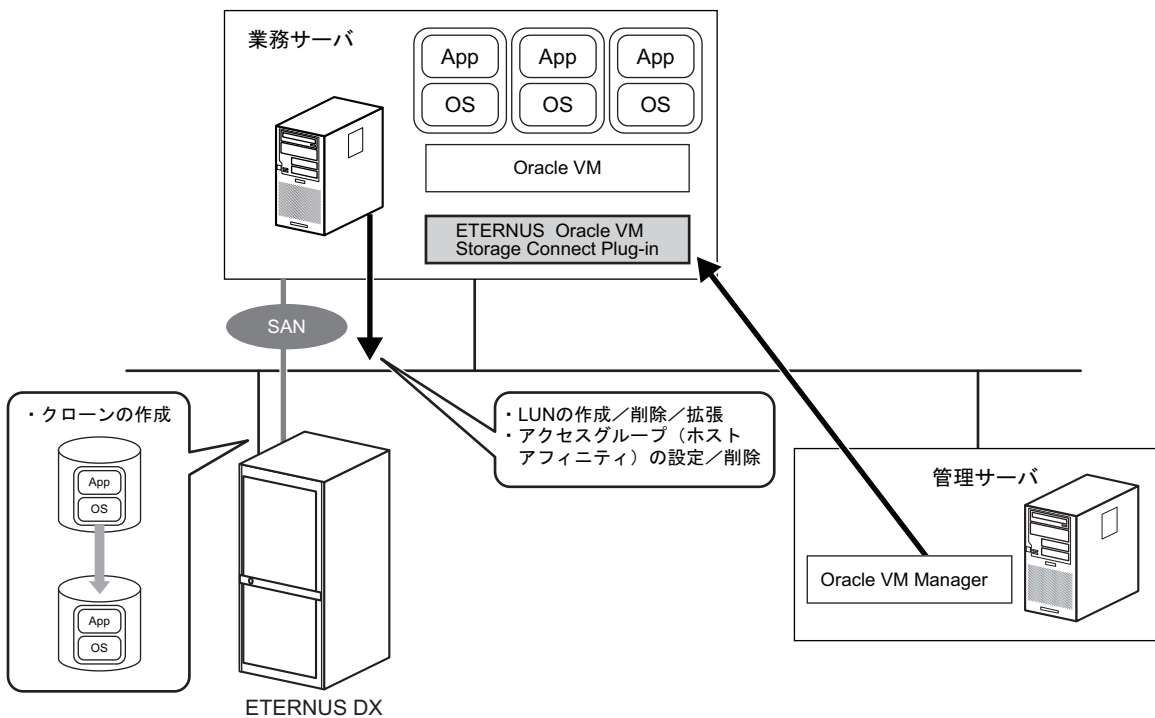 業務サーバ
App
App
App
OS
OS
OS
Oracle VM
ETERNUS Oracle VM
Storage Connect Plug-in
SAN
・クローンの作成
App
OS
App
OS
・LUNの作成／削除／拡張
・アクセスグループ（ホスト
アフィニティ）の設定／削除
管理サーバ
Oracle VM Manager
ETERNUS DX